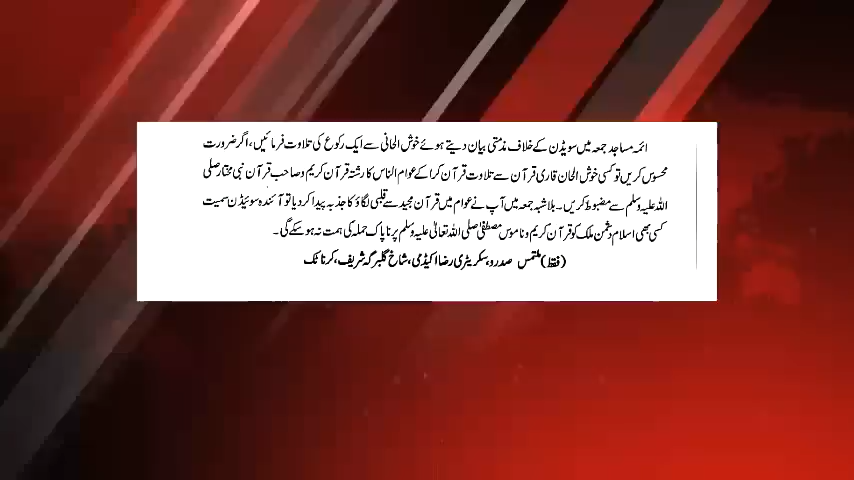 ائمہ مساجد جمعہ میں سویڈن کے خلاف مذمتی بیان دیتے ہوئے خوش الحانی سے ایک رکوع کی تلاوت فرمائیں، اگر ضرورت
محسوس کریں تو کسی خوش الحان قاری قرآن سے تلاوت قرآن کرا کے عوام الناس کا رشتہ قرآن کریم و صاحب قرآن نبی مختار صلی
اللہ علیہ وسلم سے مضبوط کریں۔ بلاشبہ جمعہ میں آپ نے عوام میں قرآن مجید سے قلبی لگاؤ کا جذبہ پیدا کر دیا تو آئندہ سوئیڈن سمیت
کسی بھی اسلام دشمن ملک کو قرآن کریم و ناموس مصطفیٰ صلی اللہ تعالیٰ علیہ وسلم پر ناپاک حملہ کی ہمت نہ ہو سکے گی۔
(فقط) ملتمس صدر و سکریٹری رضا اکیڈمی، شاخ گلبرگہ شریف، کرناٹک